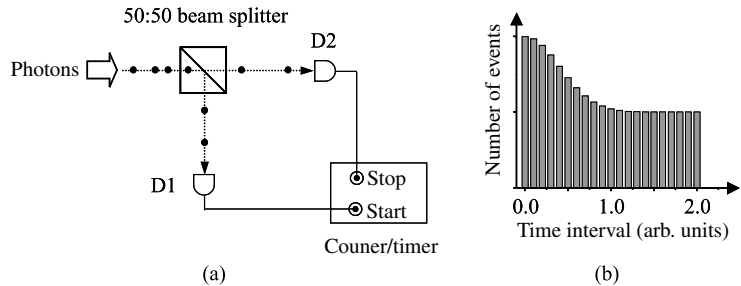 50:50 beam splitter
D2
Photons
D1
Stop
Start
Couner/timer
(a)
Number of events
0.0 1.0 2.0
Time interval (arb. units)
(b)